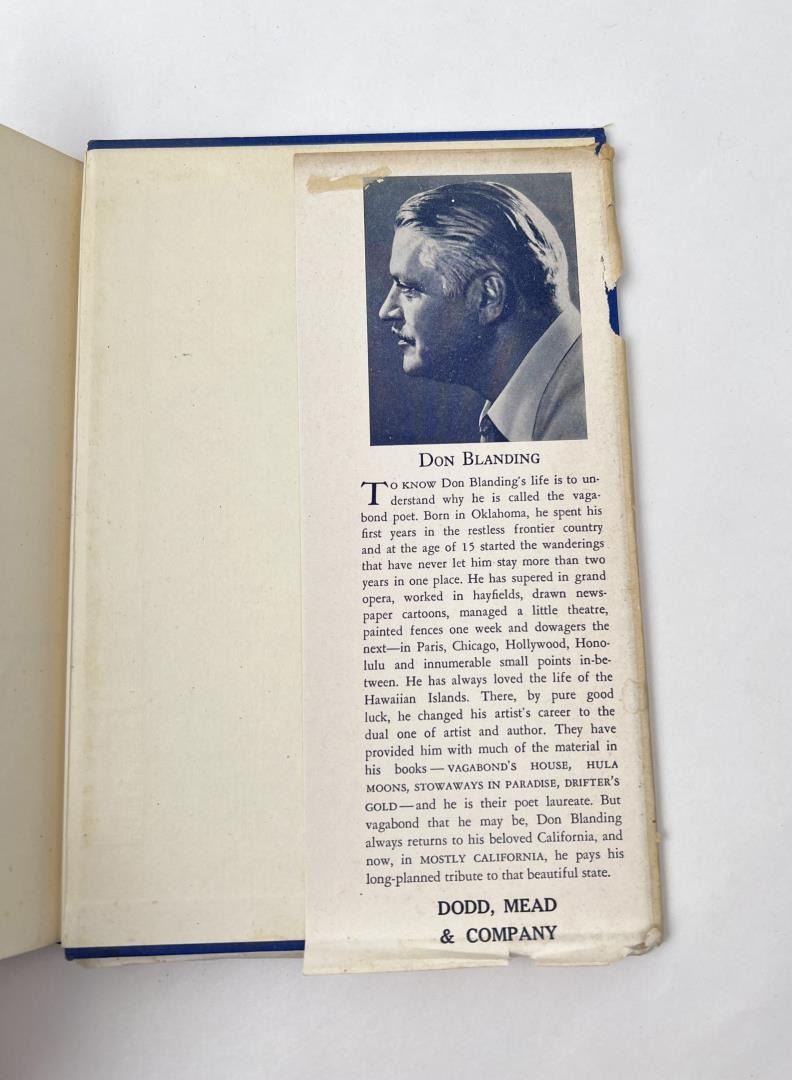 DON BLANDING
TO KNOW Don Blanding's life is to un-
derstand why he is called the vaga-
bond poet. Born in Oklahoma, he spent his
first years in the restless frontier country
and at the age of 15 started the wanderings
that have never let him stay more than two
years in one place. He has supered in grand
opera, worked in hayfields, drawn news-
paper cartoons, managed a little theatre,
painted fences one week and dowagers the
next—in Paris, Chicago, Hollywood, Hono-
lulu and innumerable small points in-be-
tween. He has always loved the life of the
Hawaiian Islands. There, by pure good
luck, he changed his artist's career to the
dual one of artist and author. They have
provided him with much of the material in
his books — VAGABOND'S HOUSE, HULA
MOONS, STOWAWAYS IN PARADISE, DRIFTER'S
GOLD — and he is their poet laureate. But
vagabond that he may be, Don Blanding
always returns to his beloved California, and
now, in MOSTLY CALIFORNIA, he pays his
long-planned tribute to that beautiful state.
DODD, MEAD
& COMPANY